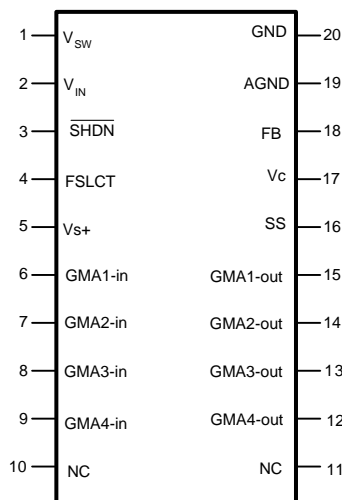 1 V_SW GND 20
2 V_IN AGND 19
3 S̅H̅D̅N̅ FB 18
4 FSLCT Vc 17
5 Vs+ SS 16
6 GMA1-in GMA1-out 15
7 GMA2-in GMA2-out 14
8 GMA3-in GMA3-out 13
9 GMA4-in GMA4-out 12
10 NC NC 11